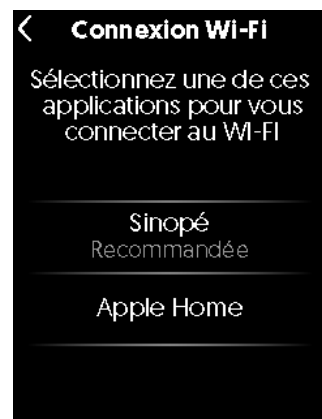 Connexion Wi-Fi
Sélectionnez une de ces
applications pour vous
connecter au WI-FI
Sinopé
Recommandée
Apple Home